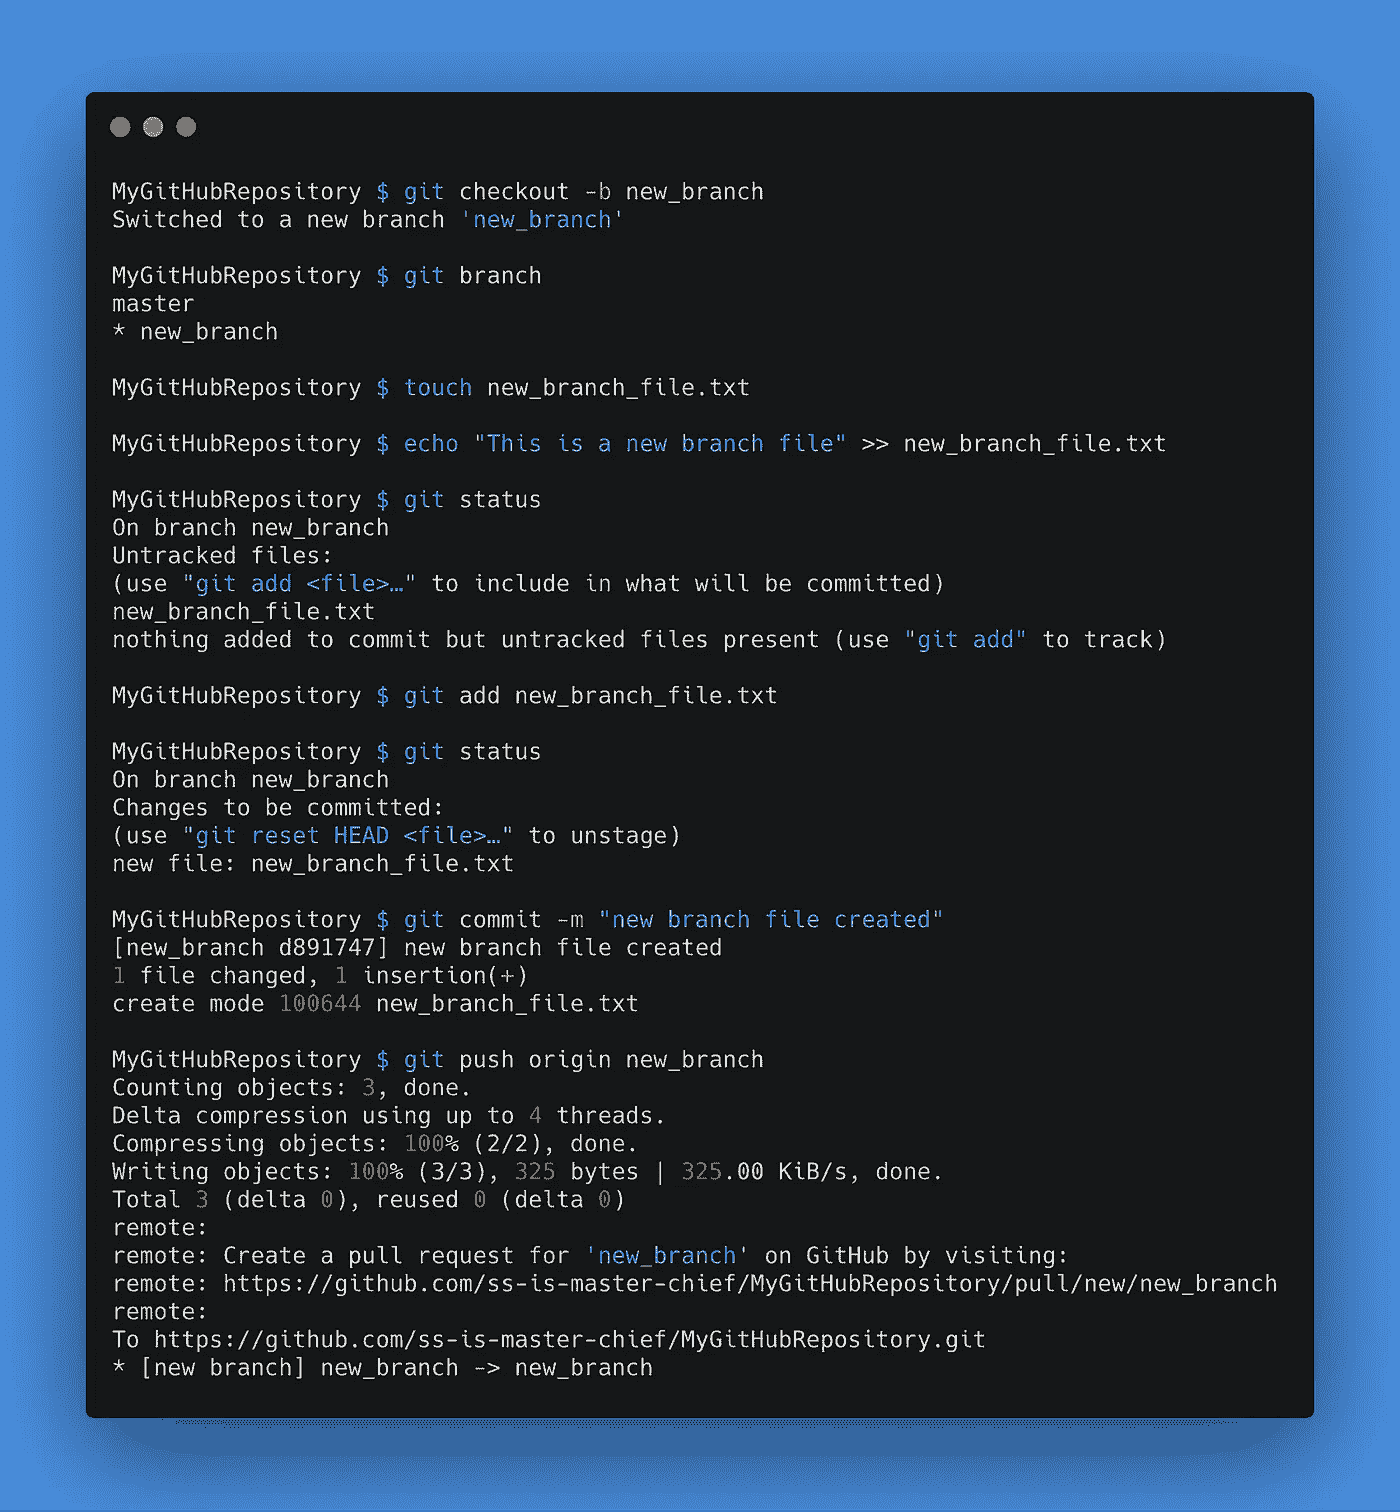 MyGitHubRepository $ git checkout -b new_branch
Switched to a new branch 'new_branch'
MyGitHubRepository $ git branch
master
* new_branch
MyGitHubRepository $ touch new_branch_file.txt
MyGitHubRepository $ echo "This is a new branch file" >> new_branch_file.txt
MyGitHubRepository $ git status
On branch new_branch
Untracked files:
(use "git add <file>…" to include in what will be committed)
new_branch_file.txt
nothing added to commit but untracked files present (use "git add" to track)
MyGitHubRepository $ git add new_branch_file.txt
MyGitHubRepository $ git status
On branch new_branch
Changes to be committed:
(use "git reset HEAD <file>…" to unstage)
new file: new_branch_file.txt
MyGitHubRepository $ git commit -m "new branch file created"
[new_branch d891747] new branch file created
1 file changed, 1 insertion(+)
create mode 100644 new_branch_file.txt
MyGitHubRepository $ git push origin new_branch
Counting objects: 3, done.
Delta compression using up to 4 threads.
Compressing objects: 100% (2/2), done.
Writing objects: 100% (3/3), 325 bytes | 325.00 KiB/s, done.
Total 3 (delta 0), reused 0 (delta 0)
remote:
remote: Create a pull request for 'new_branch' on GitHub by visiting:
remote: https://github.com/ss-is-master-chief/MyGitHubRepository/pull/new/new_branch
remote:
To https://github.com/ss-is-master-chief/MyGitHubRepository.git
* [new branch] new_branch -> new_branch